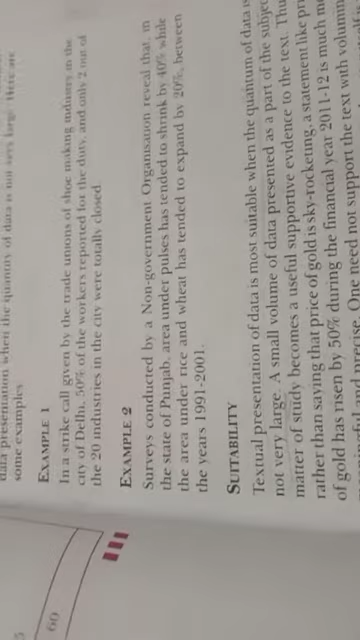 data presentation when the quantity of data is not very large. Here are
some examples
EXAMPLE 1
In a strike call given by the trade unions of shoe making industry in the
city of Delhi, 50% of the workers reported for the duty, and only 2 out of
the 20 industries in the city were totally closed.
EXAMPLE 2
Surveys conducted by a Non-government Organisation reveal that, in
the state of Punjab, area under pulses has tended to shrink by 40% while
the area under rice and wheat has tended to expand by 20%, between
the years 1991-2001.
SUITABILITY
Textual presentation of data is most suitable when the quantum of data is
not very large. A small volume of data presented as a part of the subject
matter of study becomes a useful supportive evidence to the text. Thu
rather than saying that price of gold is sky-rocketing, a statement like pri
of gold has risen by 50% during the financial year 2011-12 is much m
and precise. One need not support the text with volumin
60